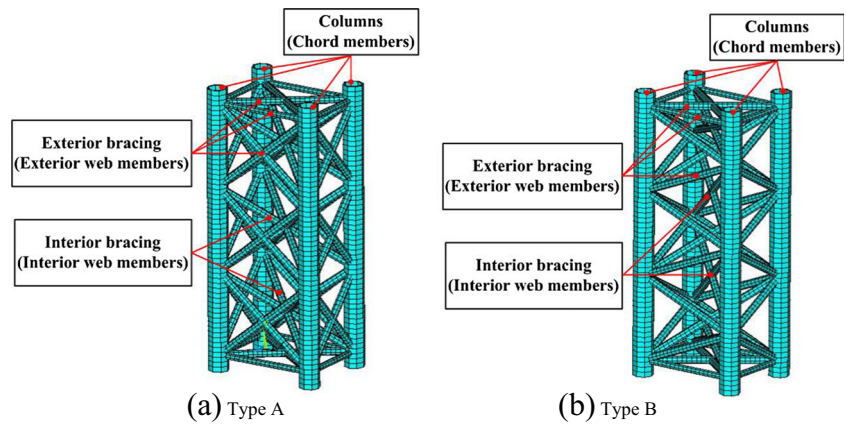 Columns
(Chord members)
Exterior bracing
(Exterior web members)
Interior bracing
(Interior web members)
(a) Type A
Columns
(Chord members)
Exterior bracing
(Exterior web members)
Interior bracing
(Interior web members)
(b) Type B